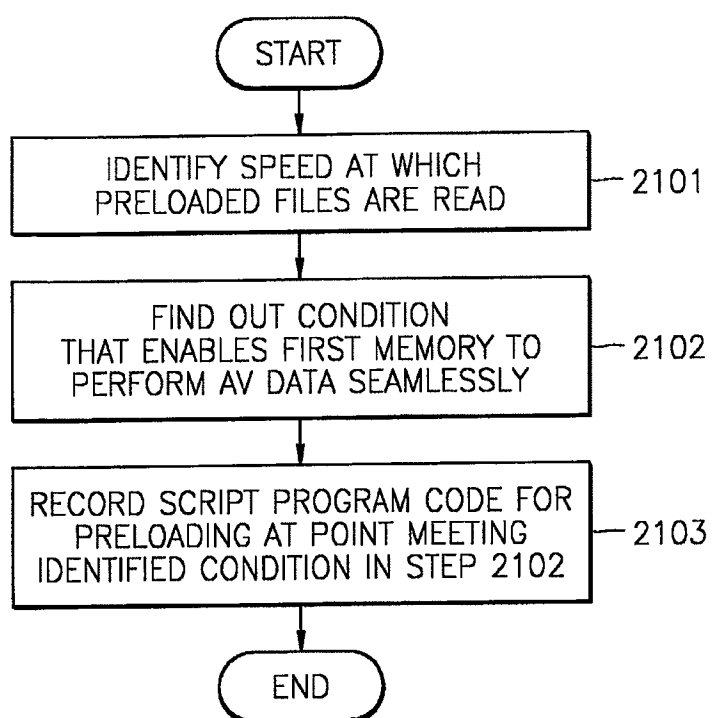 START
IDENTIFY SPEED AT WHICH
PRELOADED FILES ARE READ
2101
FIND OUT CONDITION
THAT ENABLES FIRST MEMORY TO
PERFORM AV DATA SEAMLESSLY
2102
RECORD SCRIPT PROGRAM CODE FOR
PRELOADING AT POINT MEETING
IDENTIFIED CONDITION IN STEP 2102
2103
END